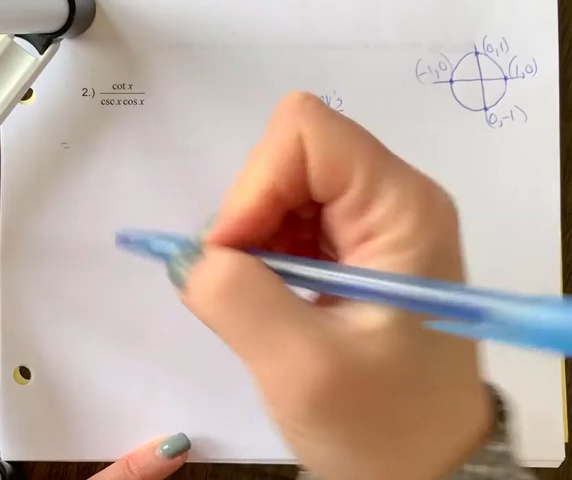 (0,1)
(-1,0) (1,0)
2.) cot x
csc x cos x
(0,-1)
=